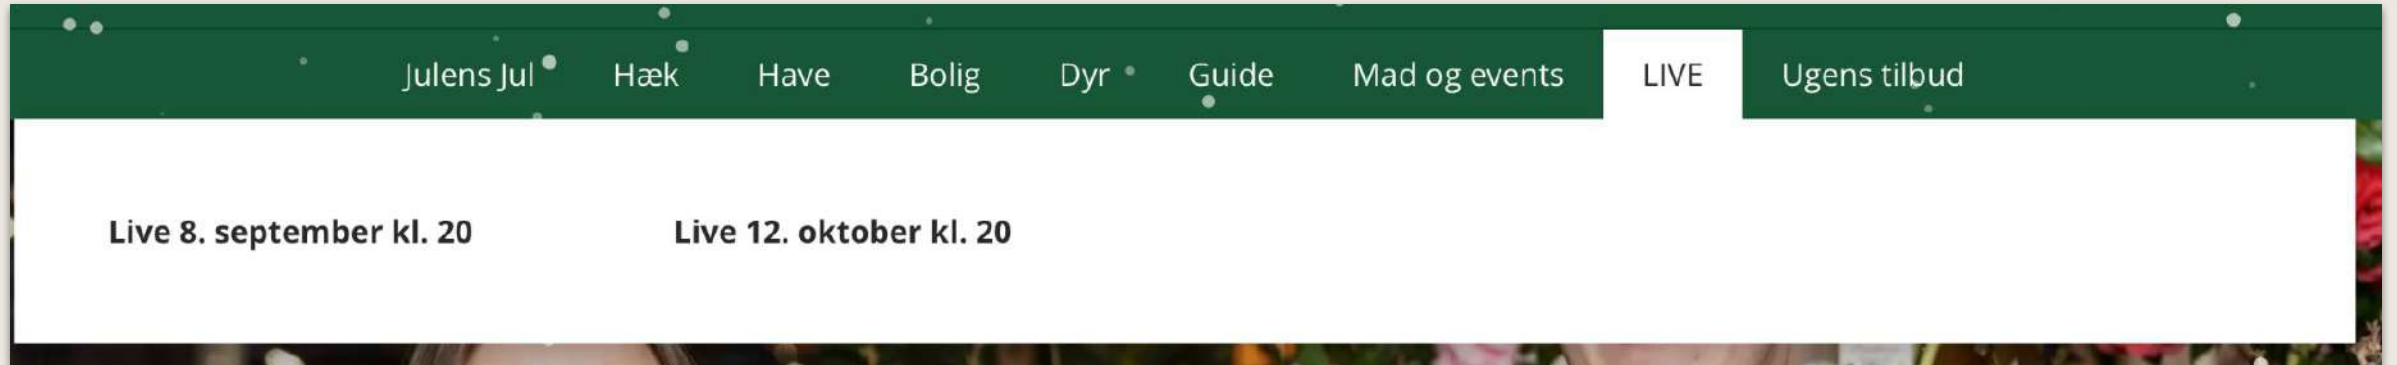 Julens Jul Hæk Have Bolig Dyr Guide Mad og events LIVE Ugens tilbud
Live 8. september kl. 20 Live 12. oktober kl. 20